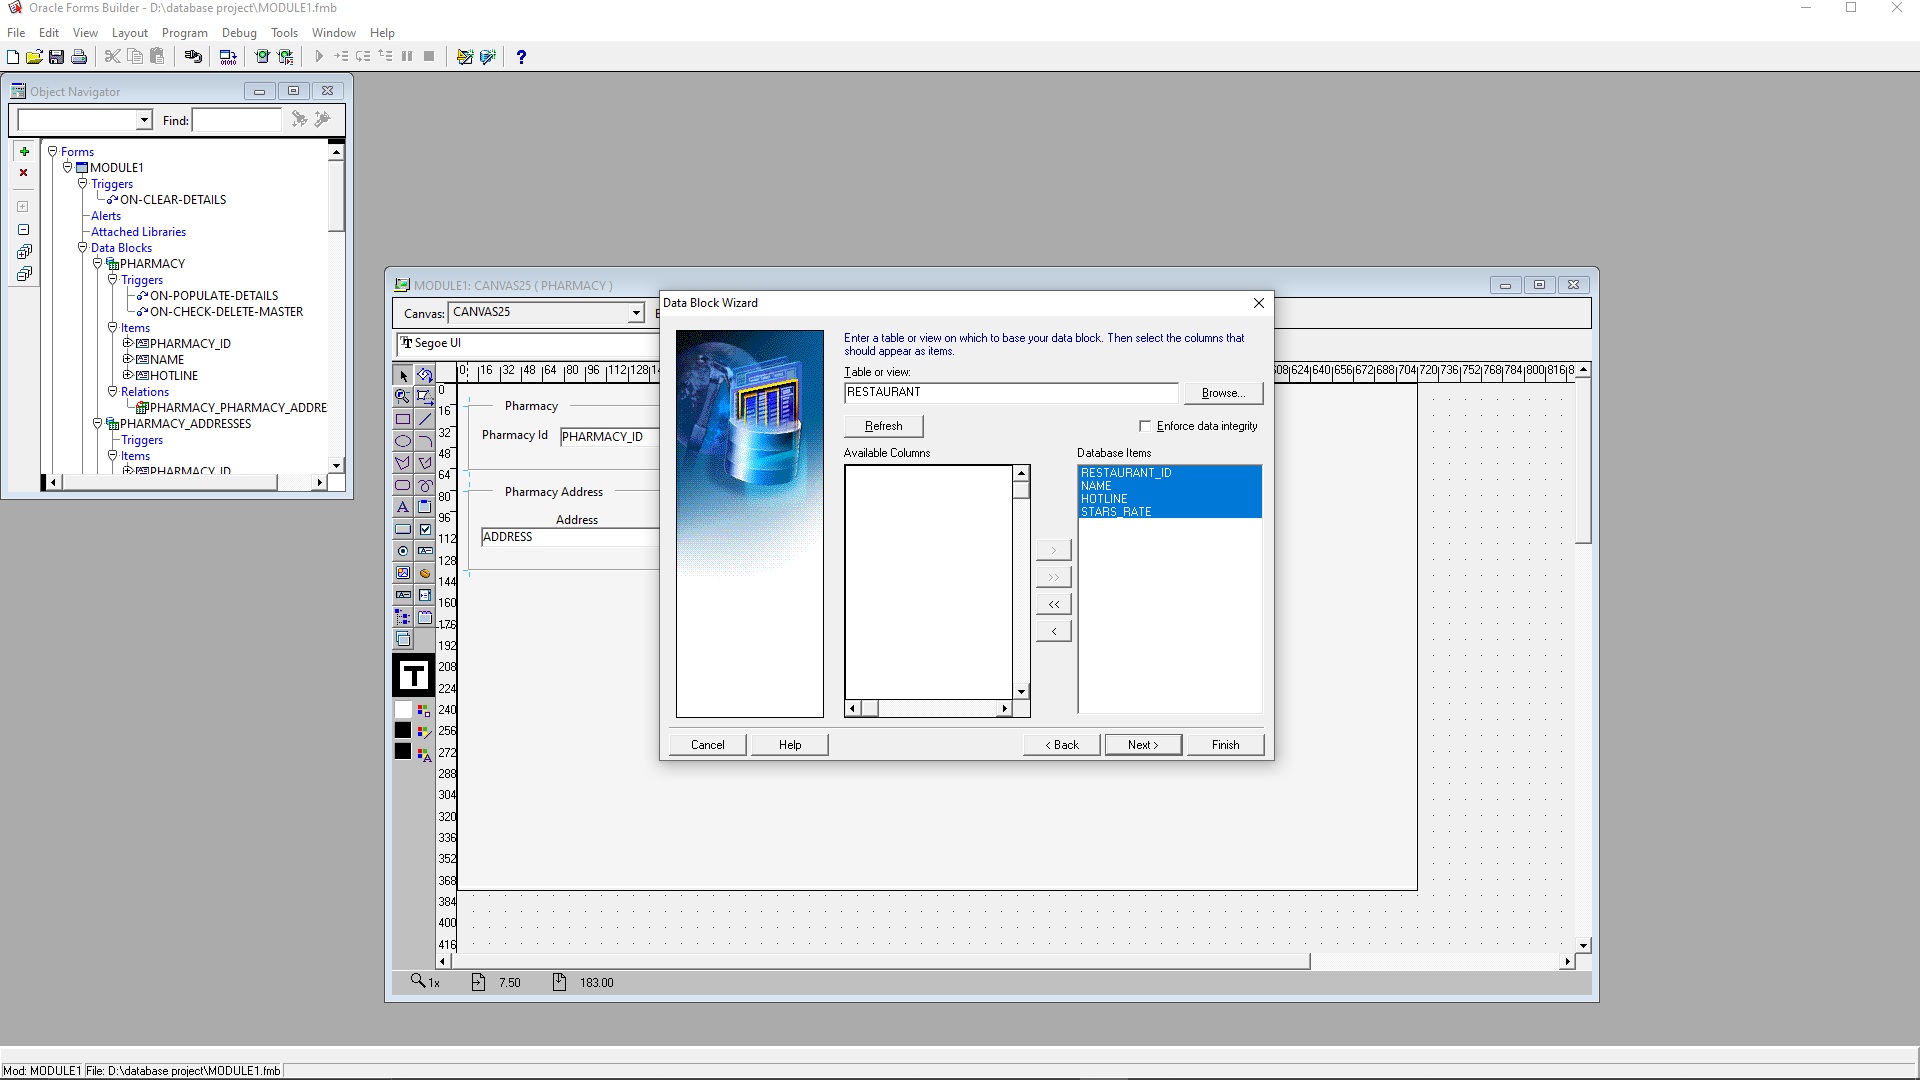 Oracle Forms Builder - D:\database project\MODULE1.fmb
File Edit View Layout Program Debug Tools Window Help
Object Navigator
Find:
Forms
MODULE1
Triggers
ON-CLEAR-DETAILS
Alerts
Attached Libraries
Data Blocks
PHARMACY
Triggers
ON-POPULATE-DETAILS
ON-CHECK-DELETE-MASTER
Items
PHARMACY_ID
NAME
HOTLINE
Relations
PHARMACY_PHARMACY_ADDRE
PHARMACY_ADDRESSES
Triggers
Items
PHARMACY_ID
MODULE1: CANVAS25 ( PHARMACY )
Canvas: CANVAS25
Segoe UI
0 16 32 48 64 80 96 112 128
608 624 640 656 672 688 704 720 736 752 768 784 800 816 8
0
16
32
48
64
80
96
112
128
144
160
176
192
208
224
240
256
272
288
304
320
336
352
368
384
400
416
Pharmacy
Pharmacy Id PHARMACY_ID
Pharmacy Address
Address
ADDRESS
T
1x 7.50 183.00
Data Block Wizard
Enter a table or view on which to base your data block. Then select the columns that
should appear as items.
Table or view:
RESTAURANT
Browse...
Refresh
Enforce data integrity
Available Columns
Database Items
RESTAURANT_ID
NAME
HOTLINE
STARS_RATE
>
>>
<<
<
Cancel Help < Back Next > Finish
Mod: MODULE1 File: D:\database project\MODULE1.fmb